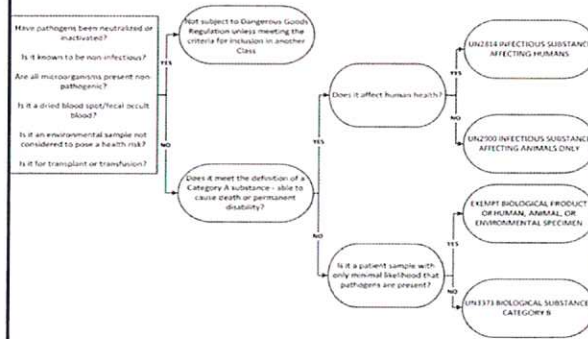 Have pathogens been neutralized or
inactivated?
Is it known to be non infectious?
Are all microorganisms present non-
pathogenic?
Is it a dried blood spot/fecal occult
blood?
Is it an environmental sample not
considered to pose a health risk?
Is it for transplant or transfusion?
YES
NO
Not subject to Dangerous Goods
Regulation unless meeting the
criteria for inclusion in another
Class
Does it meet the definition of a
Category A substance - able to
cause death or permanent
disability?
YES
NO
Does it affect human health?
YES
NO
UN2814 INFECTIOUS SUBSTANCE
AFFECTING HUMANS
UN2900 INFECTIOUS SUBSTANCE
AFFECTING ANIMALS ONLY
Is it a patient sample with
only minimal likelihood that
pathogens are present?
YES
NO
EXEMPT BIOLOGICAL PRODUCT
OR HUMAN, ANIMAL, OR
ENVIRONMENTAL SPECIMEN
UN3373 BIOLOGICAL SUBSTANCE
CATEGORY B